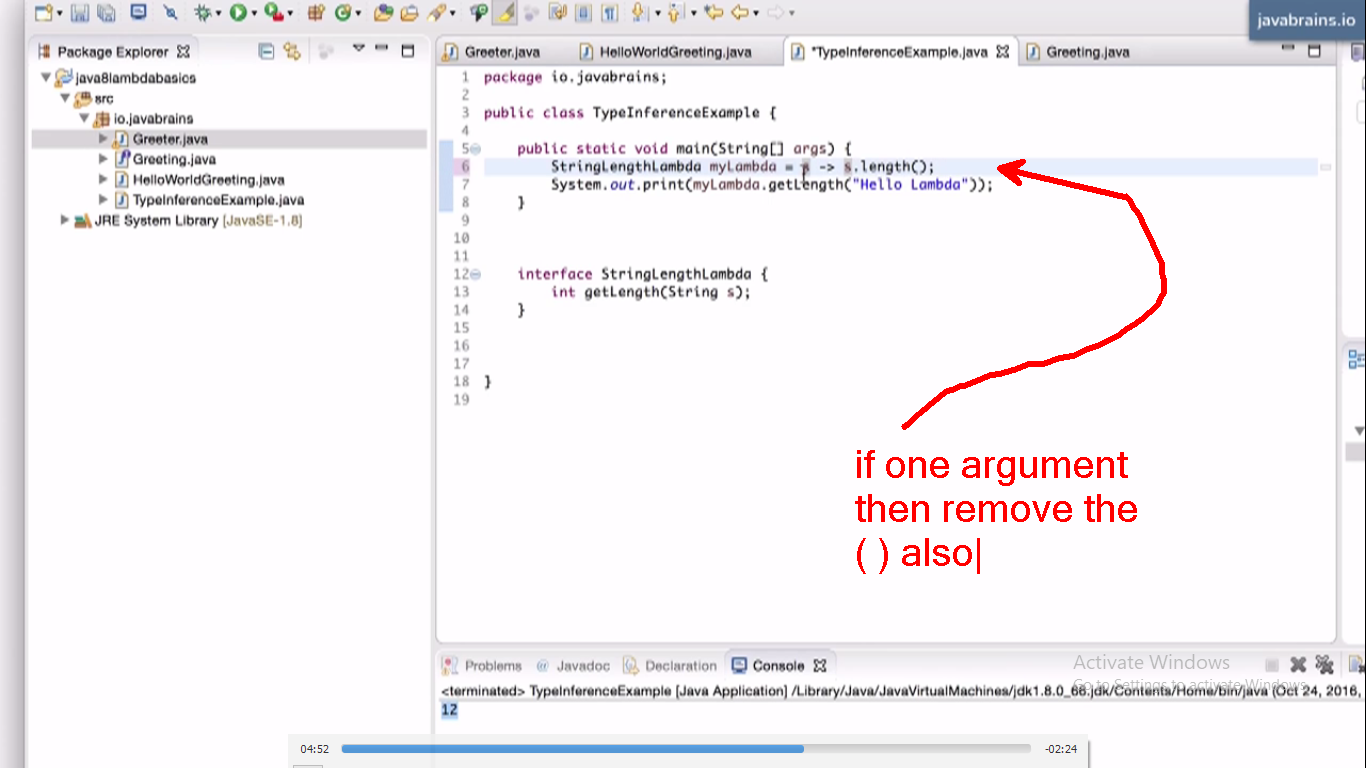 javabrains.io
Package Explorer
Greeter.java
HelloWorldGreeting.java
*TypeInferenceExample.java
Greeting.java
java8lambdabasics
src
io.javabrains
Greeter.java
Greeting.java
HelloWorldGreeting.java
TypeInferenceExample.java
JRE System Library [JavaSE-1.8]
1 package io.javabrains;
2
3 public class TypeInferenceExample {
4
5 public static void main(String[] args) {
6 StringLengthLambda myLambda = s -> s.length();
7 System.out.print(myLambda.getLength("Hello Lambda"));
8 }
9
10
11
12 interface StringLengthLambda {
13 int getLength(String s);
14 }
15
16
17
18 }
19
if one argument
then remove the
( ) also
Problems @ Javadoc Declaration Console
Activate Windows
Go to Settings to activate Windows.
<terminated> TypeInferenceExample [Java Application] /Library/Java/JavaVirtualMachines/jdk1.8.0_66.jdk/Contents/Home/bin/java (Oct 24, 2016,
12
04:52
-02:24